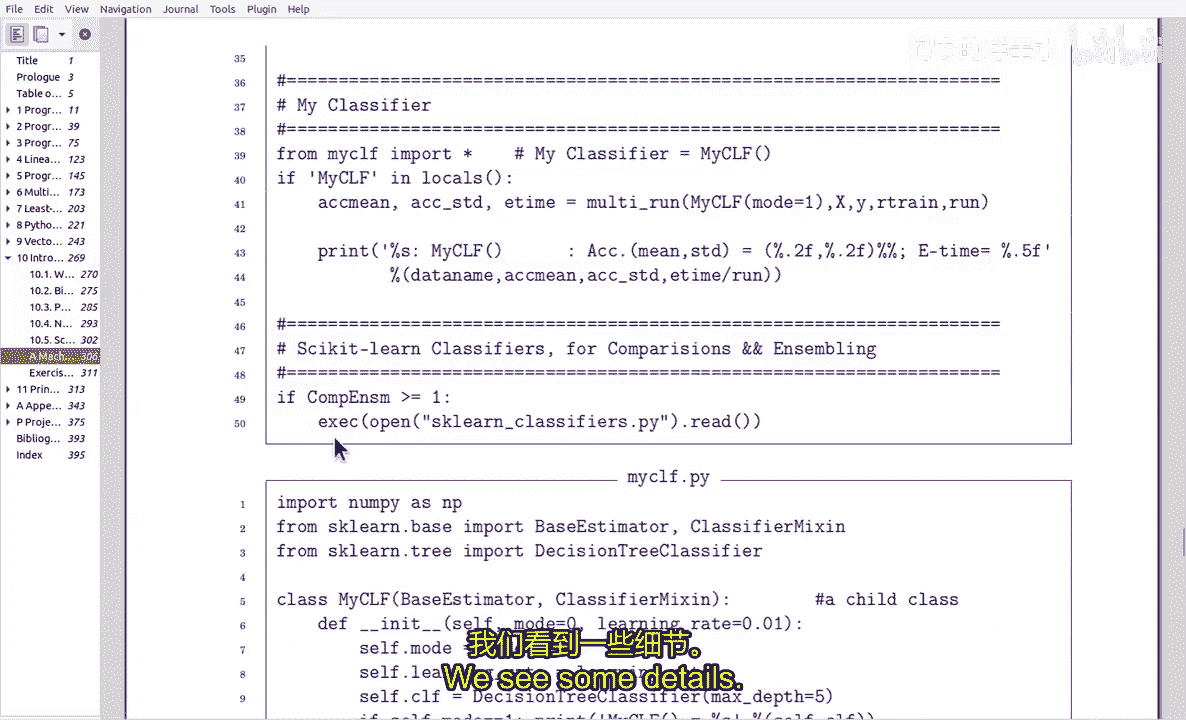 File Edit View Navigation Journal Tools Plugin Help
Title 1
Prologue 3
Table o... 5
1 Progr... 11
2 Progr... 39
3 Progr... 75
4 Linea... 123
5 Progr... 145
6 Multi... 173
7 Least-... 203
8 Pytho... 221
9 Vecto... 243
10 Intro... 269
10.1. W... 270
10.2. Bi... 275
10.3. P... 285
10.4. N... 293
10.5. Sc... 302
A Mach... 306
Exercis... 311
11 Prin... 313
A Appe... 343
P Proje... 375
Bibliog... 393
Index 395
35
36 #======================================================================
37 # My Classifier
38 #======================================================================
39 from myclf import *    # My Classifier = MyCLF()
40 if 'MyCLF' in locals():
41     accmean, acc_std, etime = multi_run(MyCLF(mode=1),X,y,rtrain,run)
42
43     print('%s: MyCLF()      : Acc.(mean,std) = (%.2f,%.2f)%%; E-time= %.5f'
44            %(dataname,accmean,acc_std,etime/run))
45
46 #======================================================================
47 # Scikit-learn Classifiers, for Comparisions && Ensembling
48 #======================================================================
49 if CompEnsm >= 1:
50     exec(open("sklearn_classifiers.py").read())
myclf.py
1 import numpy as np
2 from sklearn.base import BaseEstimator, ClassifierMixin
3 from sklearn.tree import DecisionTreeClassifier
4
5 class MyCLF(BaseEstimator, ClassifierMixin):        #a child class
6     def __init__(self, mode=0, learning_rate=0.01):
7         self.mode
8         self.lea
9         self.clf = DecisionTreeClassifier(max_depth=5)
if self.mode==1: print('MyCLF() = %s' %(self.clf))
我们看到一些细节。
We see some details.